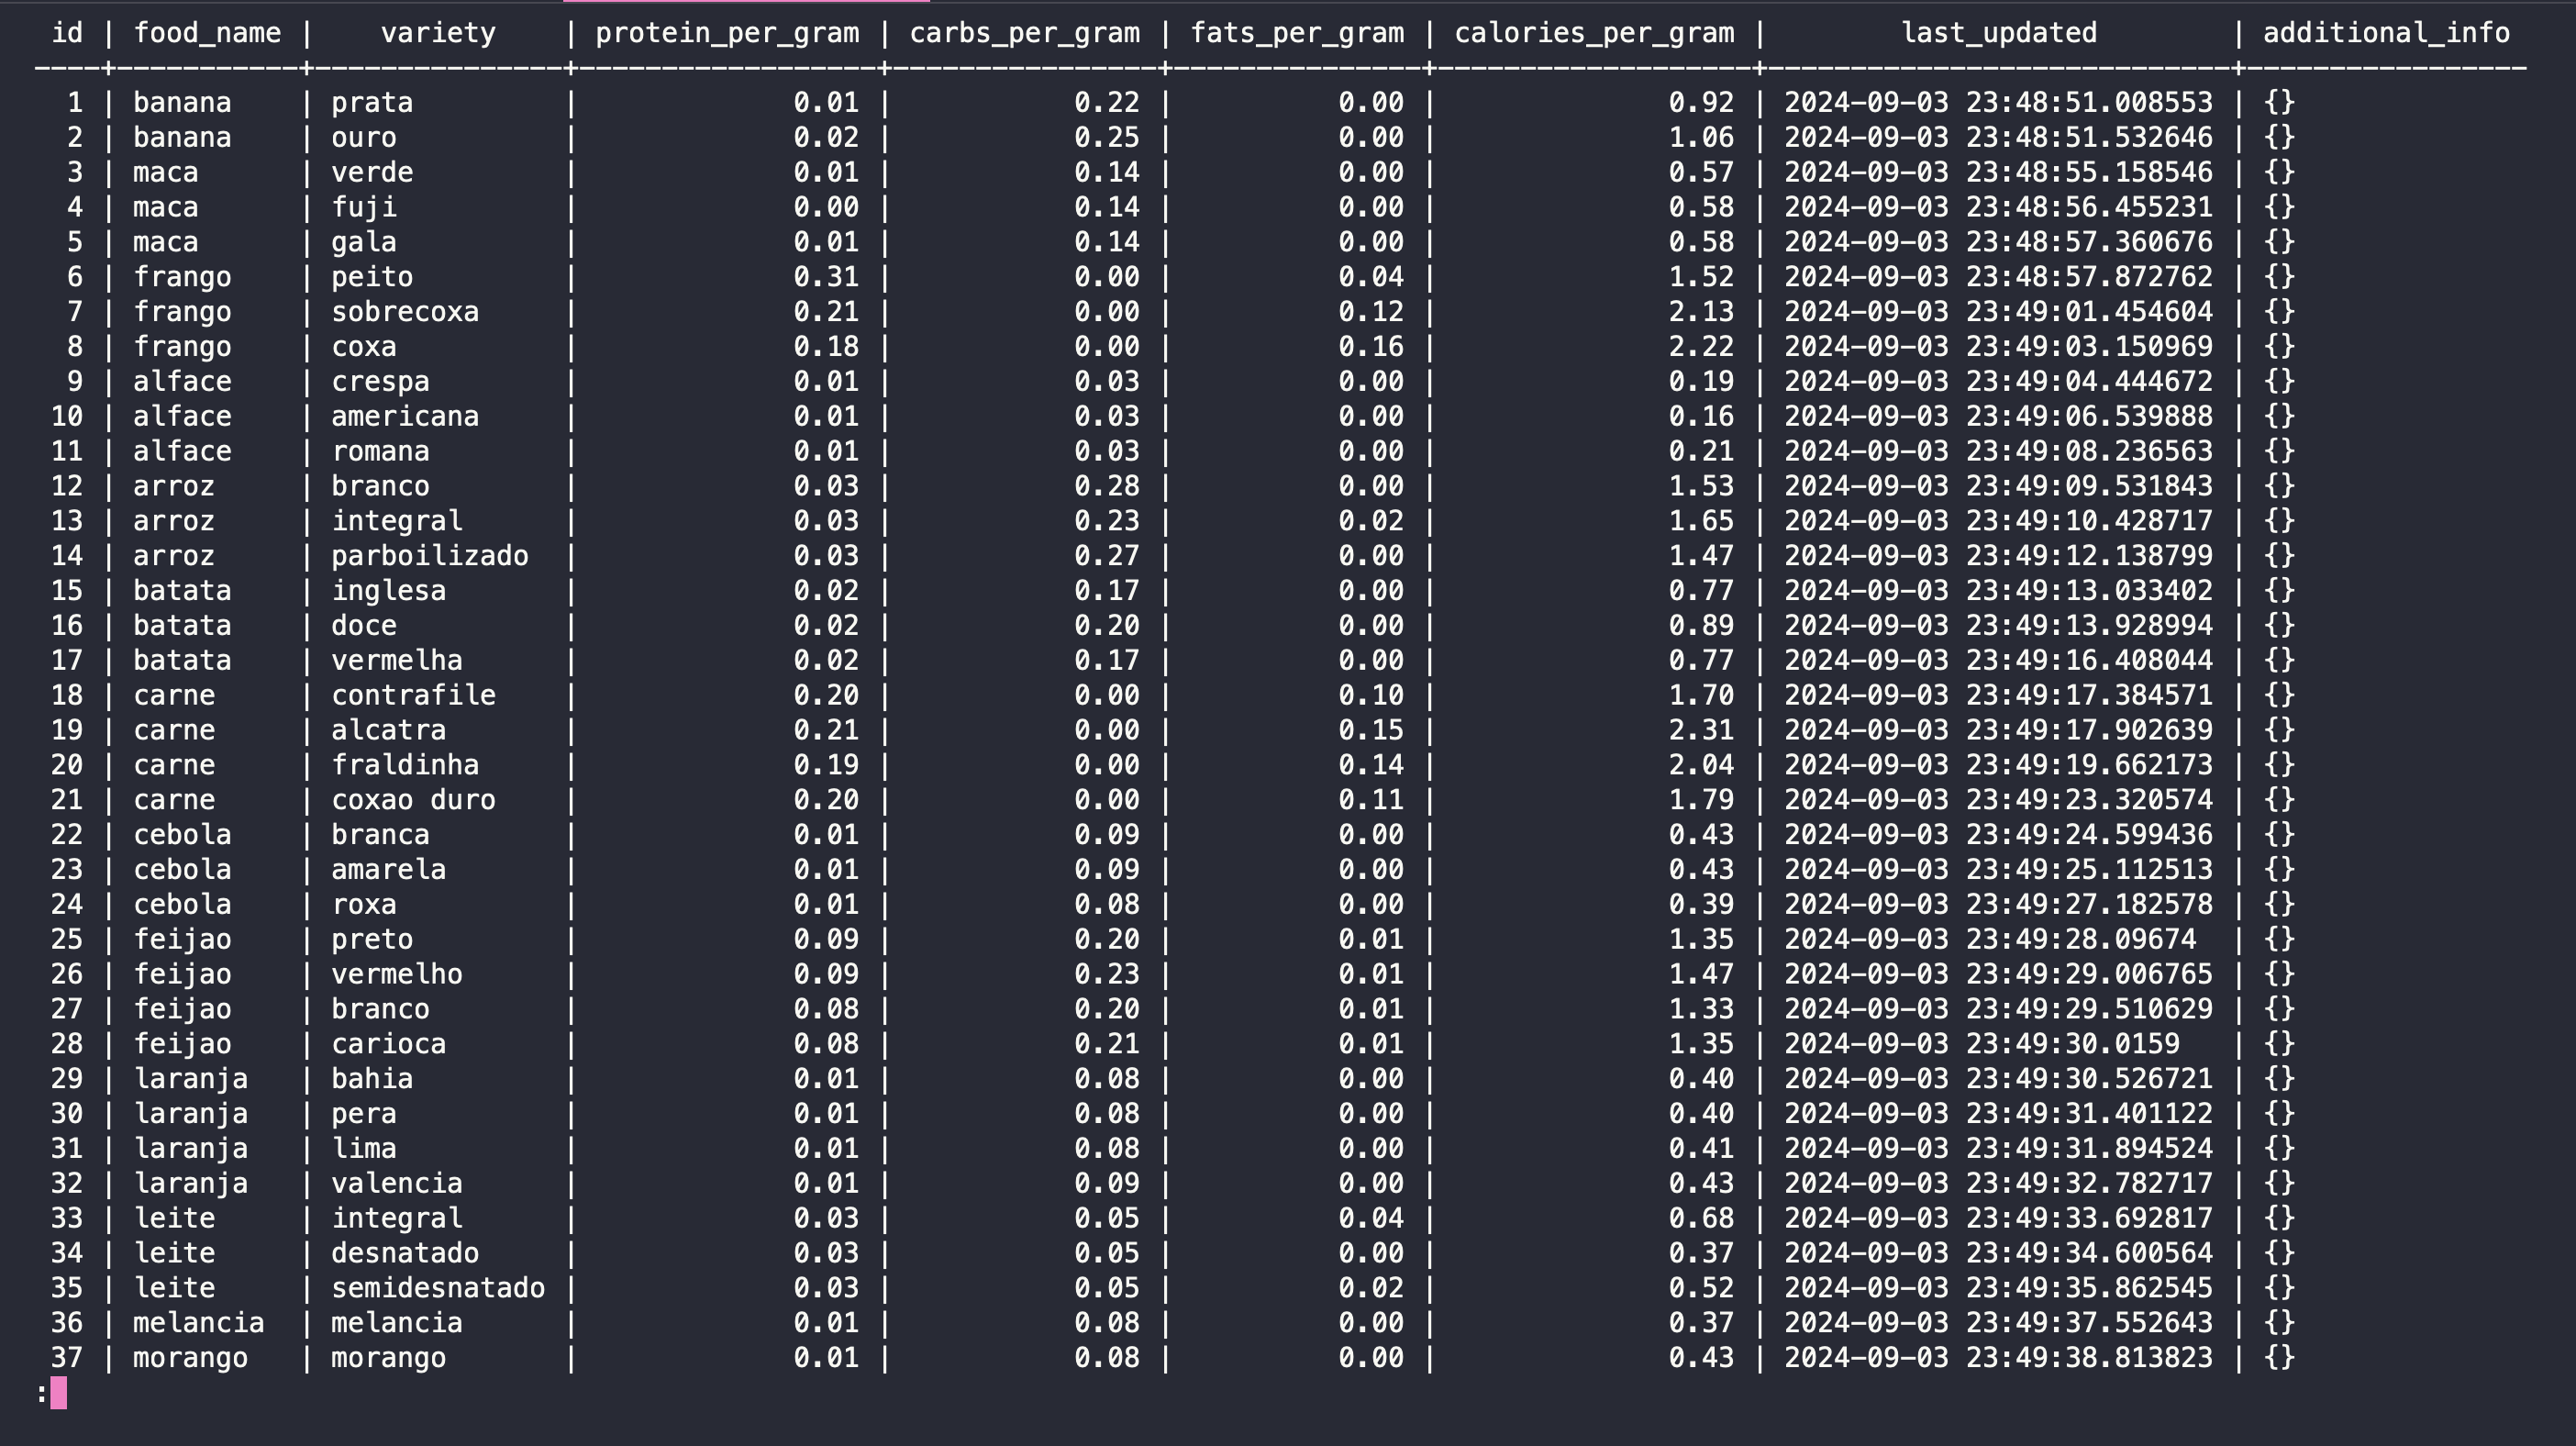 id | food_name | variety | protein_per_gram | carbs_per_gram | fats_per_gram | calories_per_gram | last_updated | additional_info
----+-----------+---------------+------------------+----------------+---------------+-------------------+----------------------------+-----------------
1 | banana | prata | 0.01 | 0.22 | 0.00 | 0.92 | 2024-09-03 23:48:51.008553 | {}
2 | banana | ouro | 0.02 | 0.25 | 0.00 | 1.06 | 2024-09-03 23:48:51.532646 | {}
3 | maca | verde | 0.01 | 0.14 | 0.00 | 0.57 | 2024-09-03 23:48:55.158546 | {}
4 | maca | fuji | 0.00 | 0.14 | 0.00 | 0.58 | 2024-09-03 23:48:56.455231 | {}
5 | maca | gala | 0.01 | 0.14 | 0.00 | 0.58 | 2024-09-03 23:48:57.360676 | {}
6 | frango | peito | 0.31 | 0.00 | 0.04 | 1.52 | 2024-09-03 23:48:57.872762 | {}
7 | frango | sobrecoxa | 0.21 | 0.00 | 0.12 | 2.13 | 2024-09-03 23:49:01.454604 | {}
8 | frango | coxa | 0.18 | 0.00 | 0.16 | 2.22 | 2024-09-03 23:49:03.150969 | {}
9 | alface | crespa | 0.01 | 0.03 | 0.00 | 0.19 | 2024-09-03 23:49:04.444672 | {}
10 | alface | americana | 0.01 | 0.03 | 0.00 | 0.16 | 2024-09-03 23:49:06.539888 | {}
11 | alface | romana | 0.01 | 0.03 | 0.00 | 0.21 | 2024-09-03 23:49:08.236563 | {}
12 | arroz | branco | 0.03 | 0.28 | 0.00 | 1.53 | 2024-09-03 23:49:09.531843 | {}
13 | arroz | integral | 0.03 | 0.23 | 0.02 | 1.65 | 2024-09-03 23:49:10.428717 | {}
14 | arroz | parboilizado | 0.03 | 0.27 | 0.00 | 1.47 | 2024-09-03 23:49:12.138799 | {}
15 | batata | inglesa | 0.02 | 0.17 | 0.00 | 0.77 | 2024-09-03 23:49:13.033402 | {}
16 | batata | doce | 0.02 | 0.20 | 0.00 | 0.89 | 2024-09-03 23:49:13.928994 | {}
17 | batata | vermelha | 0.02 | 0.17 | 0.00 | 0.77 | 2024-09-03 23:49:16.408044 | {}
18 | carne | contrafile | 0.20 | 0.00 | 0.10 | 1.70 | 2024-09-03 23:49:17.384571 | {}
19 | carne | alcatra | 0.21 | 0.00 | 0.15 | 2.31 | 2024-09-03 23:49:17.902639 | {}
20 | carne | fraldinha | 0.19 | 0.00 | 0.14 | 2.04 | 2024-09-03 23:49:19.662173 | {}
21 | carne | coxao duro | 0.20 | 0.00 | 0.11 | 1.79 | 2024-09-03 23:49:23.320574 | {}
22 | cebola | branca | 0.01 | 0.09 | 0.00 | 0.43 | 2024-09-03 23:49:24.599436 | {}
23 | cebola | amarela | 0.01 | 0.09 | 0.00 | 0.43 | 2024-09-03 23:49:25.112513 | {}
24 | cebola | roxa | 0.01 | 0.08 | 0.00 | 0.39 | 2024-09-03 23:49:27.182578 | {}
25 | feijao | preto | 0.09 | 0.20 | 0.01 | 1.35 | 2024-09-03 23:49:28.09674 | {}
26 | feijao | vermelho | 0.09 | 0.23 | 0.01 | 1.47 | 2024-09-03 23:49:29.006765 | {}
27 | feijao | branco | 0.08 | 0.20 | 0.01 | 1.33 | 2024-09-03 23:49:29.510629 | {}
28 | feijao | carioca | 0.08 | 0.21 | 0.01 | 1.35 | 2024-09-03 23:49:30.0159 | {}
29 | laranja | bahia | 0.01 | 0.08 | 0.00 | 0.40 | 2024-09-03 23:49:30.526721 | {}
30 | laranja | pera | 0.01 | 0.08 | 0.00 | 0.40 | 2024-09-03 23:49:31.401122 | {}
31 | laranja | lima | 0.01 | 0.08 | 0.00 | 0.41 | 2024-09-03 23:49:31.894524 | {}
32 | laranja | valencia | 0.01 | 0.09 | 0.00 | 0.43 | 2024-09-03 23:49:32.782717 | {}
33 | leite | integral | 0.03 | 0.05 | 0.04 | 0.68 | 2024-09-03 23:49:33.692817 | {}
34 | leite | desnatado | 0.03 | 0.05 | 0.00 | 0.37 | 2024-09-03 23:49:34.600564 | {}
35 | leite | semidesnatado | 0.03 | 0.05 | 0.02 | 0.52 | 2024-09-03 23:49:35.862545 | {}
36 | melancia | melancia | 0.01 | 0.08 | 0.00 | 0.37 | 2024-09-03 23:49:37.552643 | {}
37 | morango | morango | 0.01 | 0.08 | 0.00 | 0.43 | 2024-09-03 23:49:38.813823 | {}
: